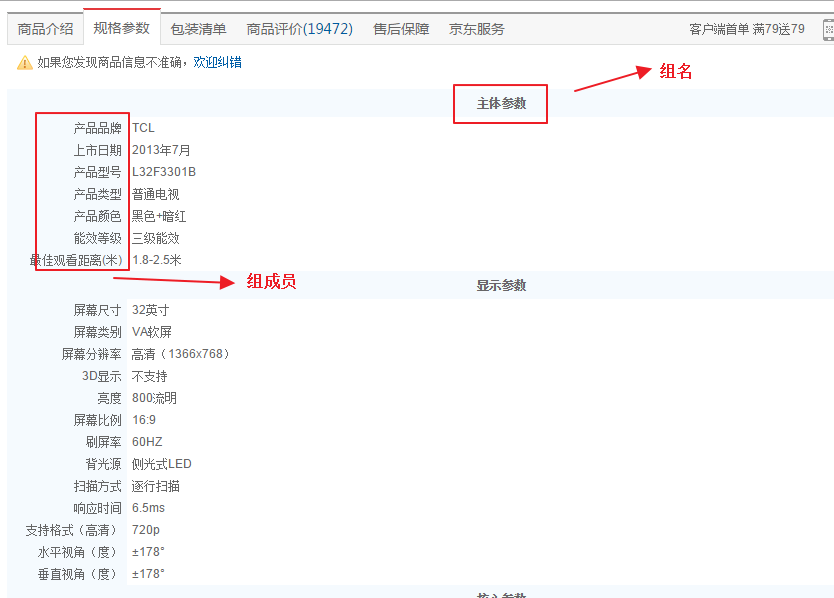 商品介绍 规格参数 包装清单 商品评价(19472) 售后保障 京东服务 客户端首单 满79送79
如果您发现商品信息不准确，欢迎纠错
组名
主体参数
产品品牌 TCL
上市日期 2013年7月
产品型号 L32F3301B
产品类型 普通电视
产品颜色 黑色+暗红
能效等级 三级能效
最佳观看距离(米) 1.8-2.5米
组成员
显示参数
屏幕尺寸 32英寸
屏幕类别 VA软屏
屏幕分辨率 高清（1366x768）
3D显示 不支持
亮度 800流明
屏幕比例 16:9
刷屏率 60HZ
背光源 侧光式LED
扫描方式 逐行扫描
响应时间 6.5ms
支持格式（高清） 720p
水平视角（度） ±178°
垂直视角（度） ±178°